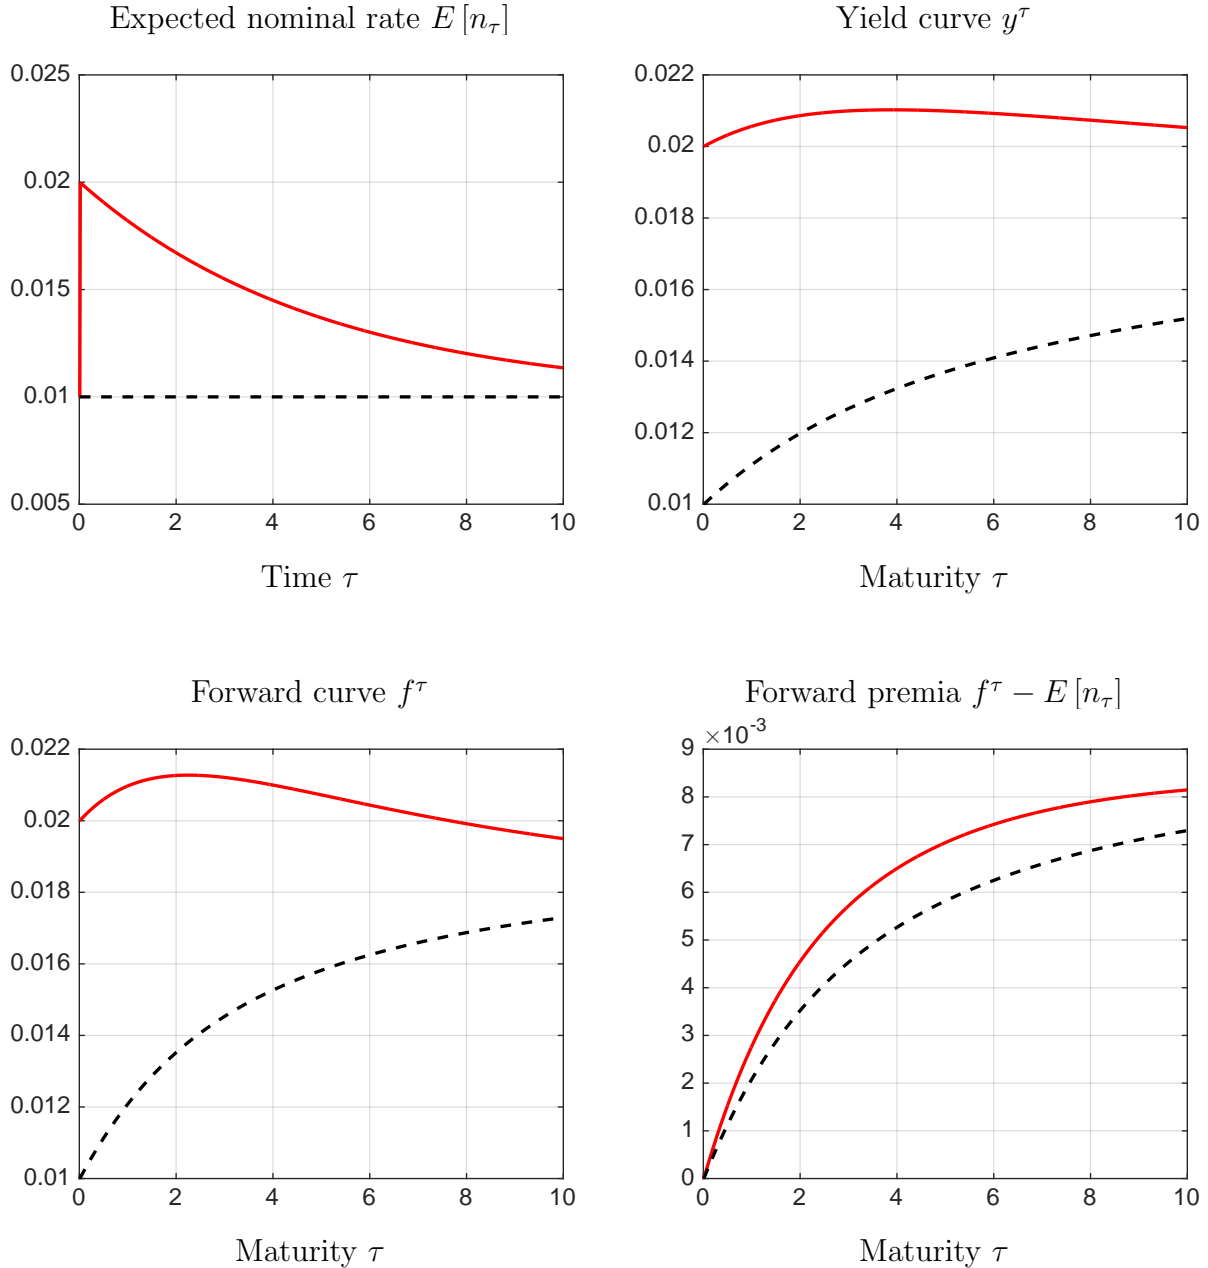 Expected nominal rate E [n_τ]
0.025
0.02
0.015
0.01
0.005
0 2 4 6 8 10
Time τ
Yield curve y^τ
0.022
0.02
0.018
0.016
0.014
0.012
0.01
0 2 4 6 8 10
Maturity τ
Forward curve f^τ
0.022
0.02
0.018
0.016
0.014
0.012
0.01
0 2 4 6 8 10
Maturity τ
Forward premia f^τ − E [n_τ]
×10^-3
9
8
7
6
5
4
3
2
1
0
0 2 4 6 8 10
Maturity τ